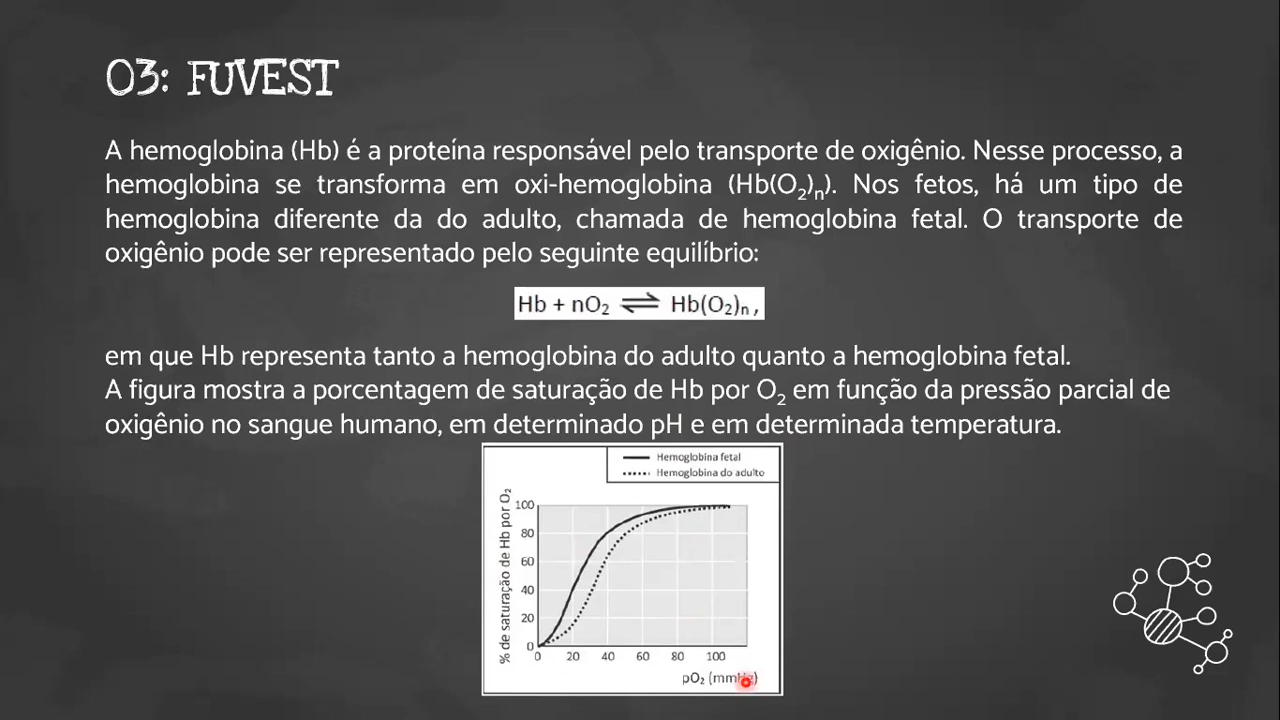 03: FUVEST
A hemoglobina (Hb) é a proteína responsável pelo transporte de oxigênio. Nesse processo, a
hemoglobina se transforma em oxi-hemoglobina (Hb(O₂)ₙ). Nos fetos, há um tipo de
hemoglobina diferente da do adulto, chamada de hemoglobina fetal. O transporte de
oxigênio pode ser representado pelo seguinte equilíbrio:
Hb + nO₂ ⇌ Hb(O₂)ₙ ,
em que Hb representa tanto a hemoglobina do adulto quanto a hemoglobina fetal.
A figura mostra a porcentagem de saturação de Hb por O₂ em função da pressão parcial de
oxigênio no sangue humano, em determinado pH e em determinada temperatura.
Hemoglobina fetal
Hemoglobina do adulto
% de saturação de Hb por O₂
100
80
60
40
20
0
0 20 40 60 80 100
pO₂ (mmHg)